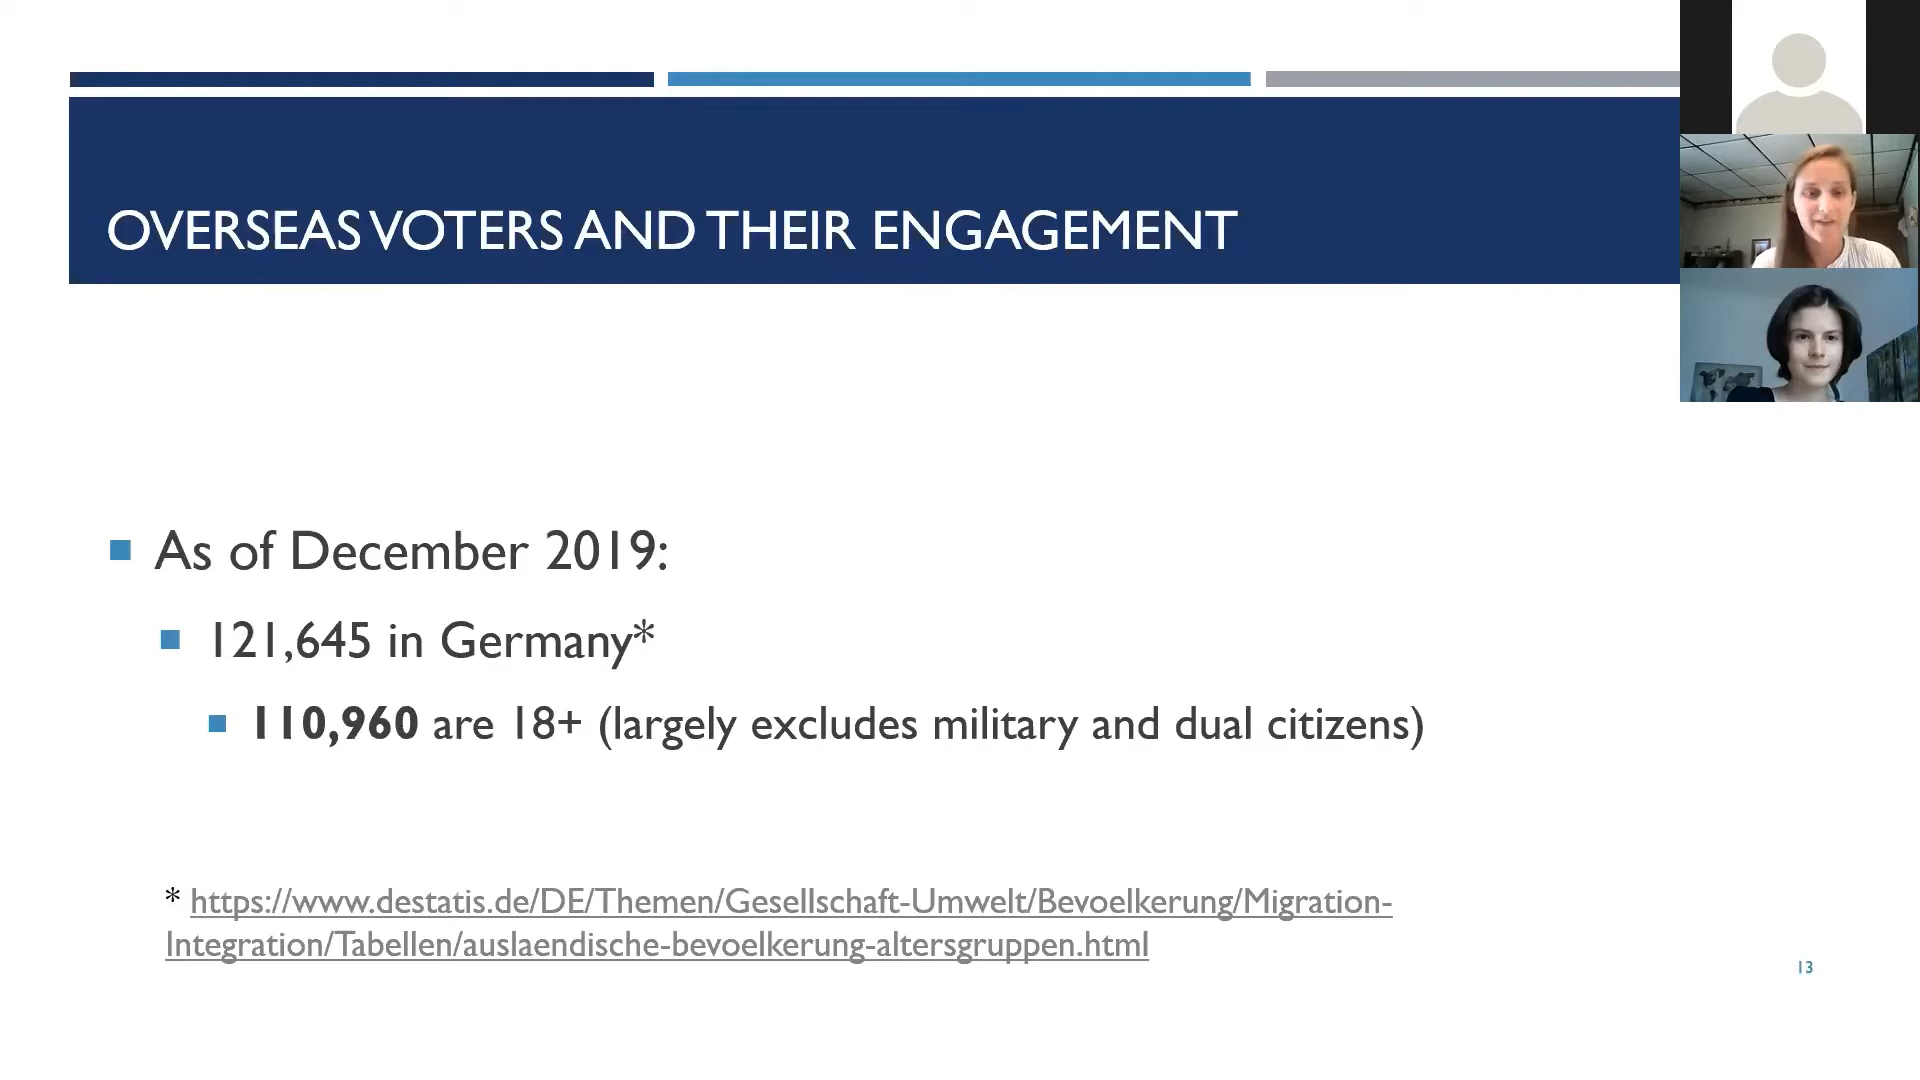 OVERSEAS VOTERS AND THEIR ENGAGEMENT
As of December 2019:
121,645 in Germany*
110,960 are 18+ (largely excludes military and dual citizens)
* https://www.destatis.de/DE/Themen/Gesellschaft-Umwelt/Bevoelkerung/Migration-
Integration/Tabellen/auslaendische-bevoelkerung-altersgruppen.html
13